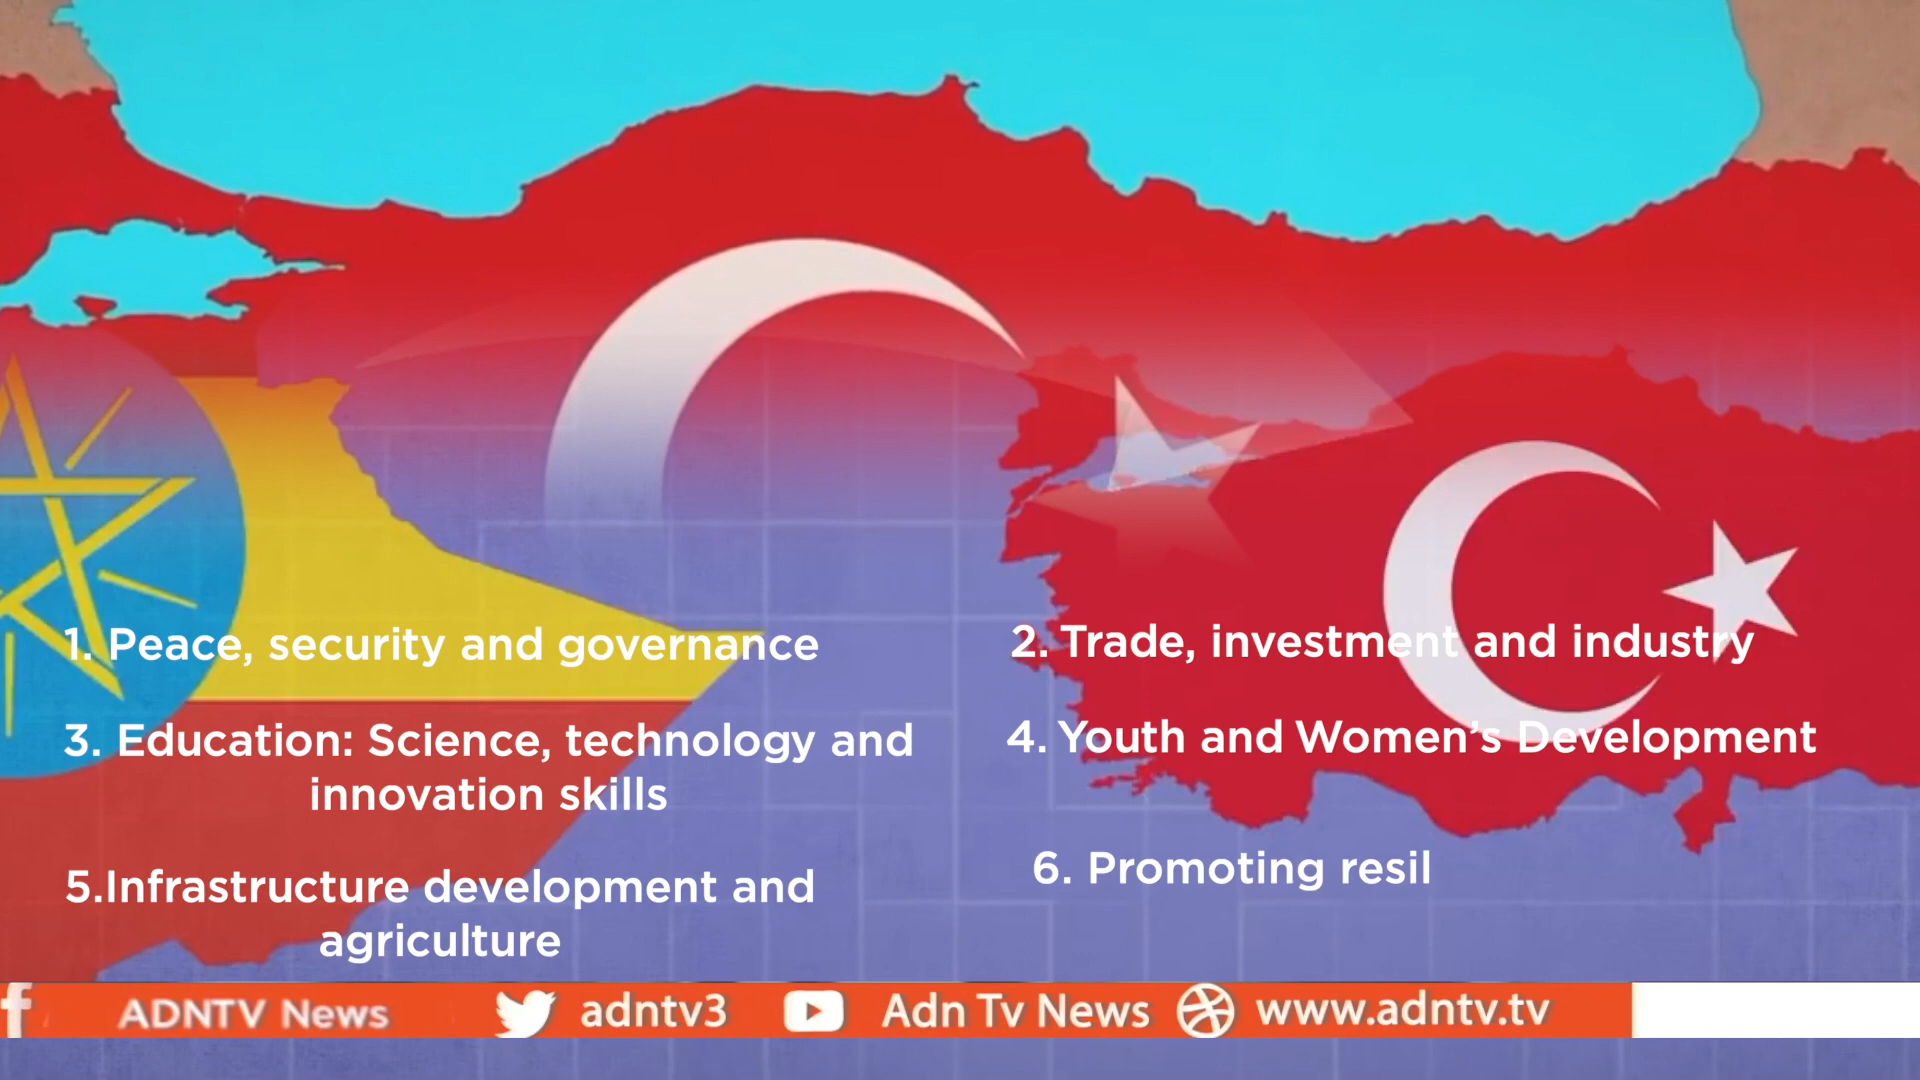 1. Peace, security and governance
2. Trade, investment and industry
3. Education: Science, technology and
innovation skills
4. Youth and Women's Development
5.Infrastructure development and
agriculture
6. Promoting resil
ADNTV News adntv3 Adn Tv News www.adntv.tv